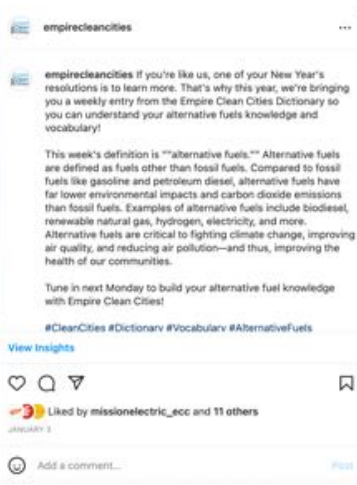 empirecleancities
empirecleancities If you're like us, one of your New Year's
resolutions is to learn more. That's why this year, we're bringing
you a weekly entry from the Empire Clean Cities Dictionary so
you can understand your alternative fuels knowledge and
vocabulary!
This week's definition is ""alternative fuels."" Alternative fuels
are defined as fuels other than fossil fuels. Compared to fossil
fuels like gasoline and petroleum diesel, alternative fuels have
far lower environmental impacts and carbon dioxide emissions
than fossil fuels. Examples of alternative fuels include biodiesel,
renewable natural gas, hydrogen, electricity, and more.
Alternative fuels are critical to fighting climate change, improving
air quality, and reducing air pollution—and thus, improving the
health of our communities.
Tune in next Monday to build your alternative fuel knowledge
with Empire Clean Cities!
#CleanCities #Dictionary #Vocabulary #AlternativeFuels
View Insights
Liked by missionelectric_ecc and 11 others
JANUARY 3
Add a comment...
Post